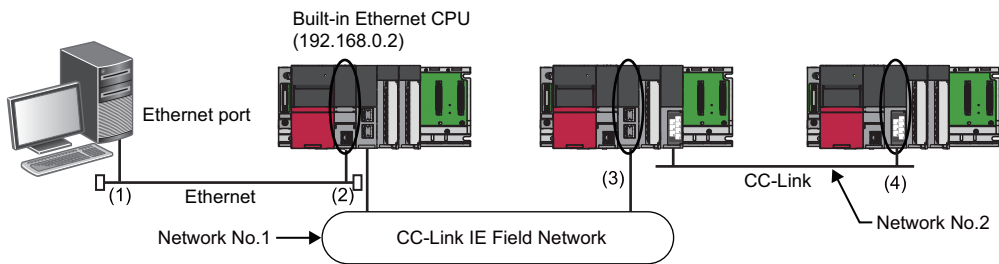 Built-in Ethernet CPU
(192.168.0.2)
Ethernet port
(1)
Ethernet
(2)
(3)
CC-Link
(4)
Network No.1
CC-Link IE Field Network
Network No.2